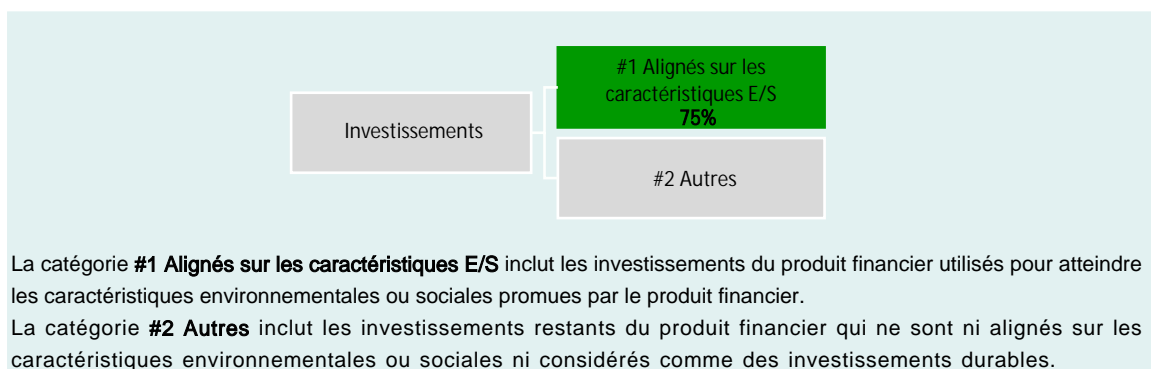 #1 Alignés sur les
caractéristiques E/S
75%
Investissements
#2 Autres
La catégorie #1 Alignés sur les caractéristiques E/S inclut les investissements du produit financier utilisés pour atteindre
les caractéristiques environnementales ou sociales promues par le produit financier.
La catégorie #2 Autres inclut les investissements restants du produit financier qui ne sont ni alignés sur les
caractéristiques environnementales ou sociales ni considérés comme des investissements durables.